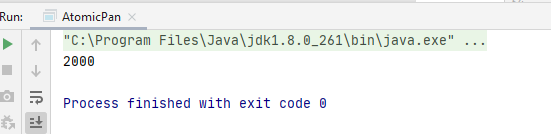 Run:
AtomicPan
"C:\Program Files\Java\jdk1.8.0_261\bin\java.exe" ...
2000
Process finished with exit code 0